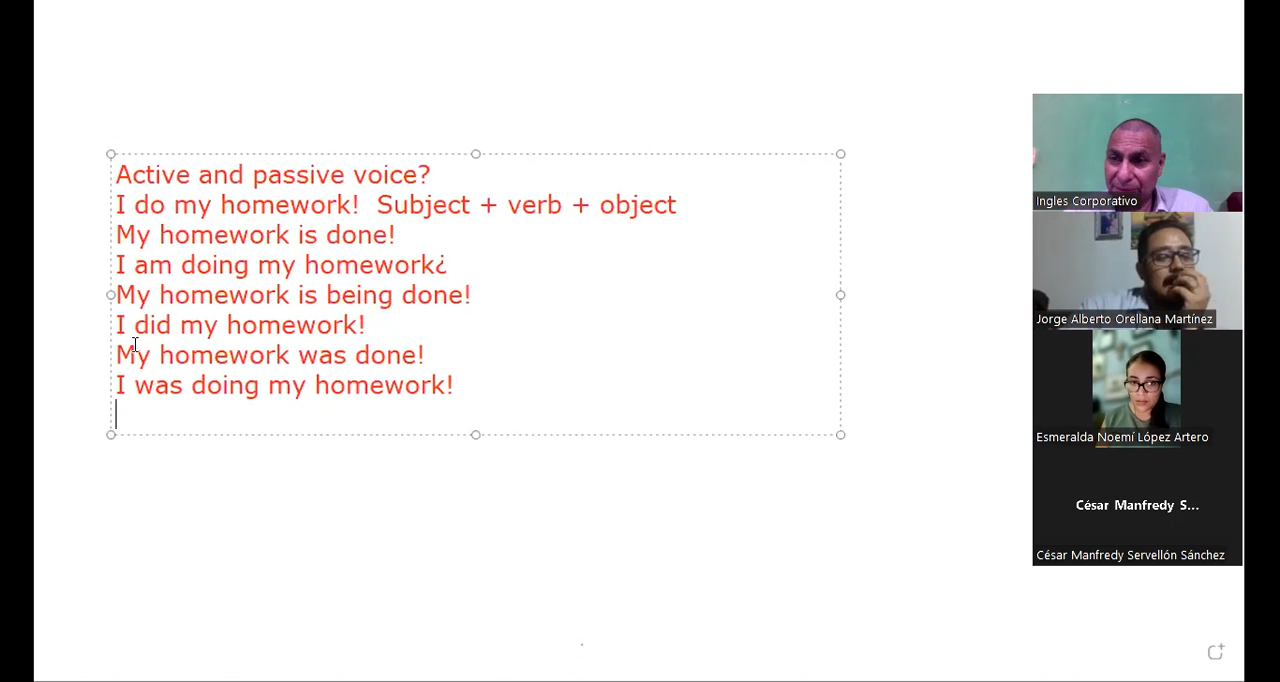 Active and passive voice?
I do my homework!  Subject + verb + object
My homework is done!
I am doing my homework¿
My homework is being done!
I did my homework!
My homework was done!
I was doing my homework!
Ingles Corporativo
Jorge Alberto Orellana Martínez
Esmeralda Noemí López Artero
César Manfredy S...
César Manfredy Servellón Sánchez